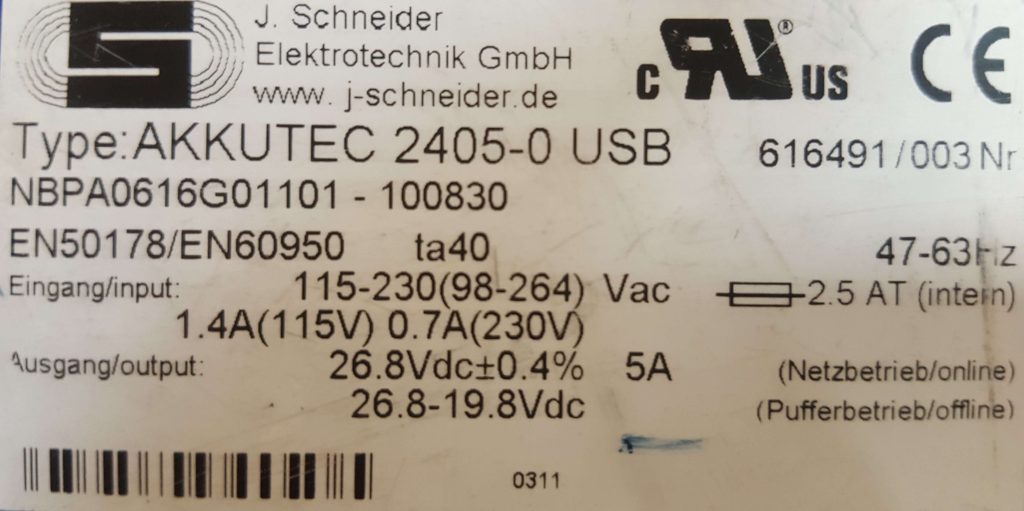 J. Schneider
Elektrotechnik GmbH
www. j-schneider.de
C RU® US CE
Type: AKKUTEC 2405-0 USB 616491/003 Nr
NBPA0616G01101 - 100830
EN50178/EN60950 ta40 47-63Hz
Eingang/input: 115-230(98-264) Vac 2.5 AT (intern)
1.4A(115V) 0.7A(230V)
Ausgang/output: 26.8Vdc±0.4% 5A (Netzbetrieb/online)
26.8-19.8Vdc (Pufferbetrieb/offline)
0311